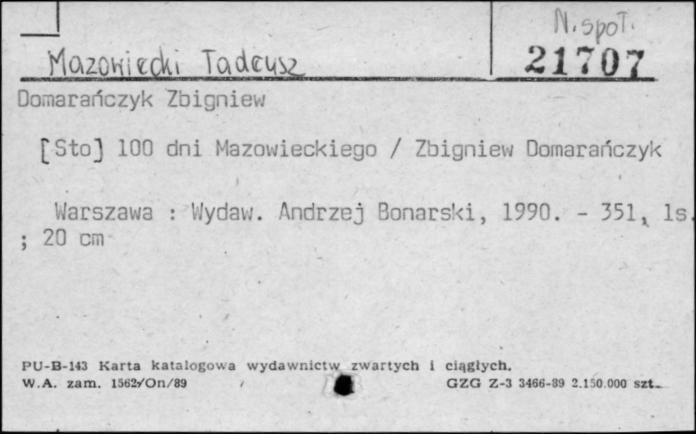 N. społ.
Mazowiecki Tadeusz 21707
Domarańczyk Zbigniew
[Sto] 100 dni Mazowieckiego / Zbigniew Domarańczyk
Warszawa : Wydaw. Andrzej Bonarski, 1990. - 351, 1s.
; 20 cm
PU-B-143 Karta katalogowa wydawnictw zwartych i ciągłych.
W.A. zam. 1562/On/89 GZG Z-3 3466-89 2.150.000 szt.